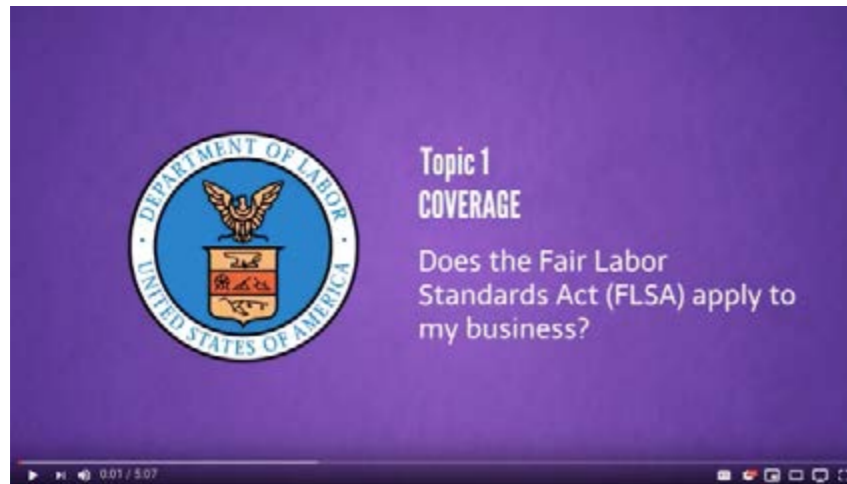 DEPARTMENT OF LABOR
UNITED STATES OF AMERICA
Topic 1
COVERAGE
Does the Fair Labor
Standards Act (FLSA) apply to
my business?
0:01 / 5:07